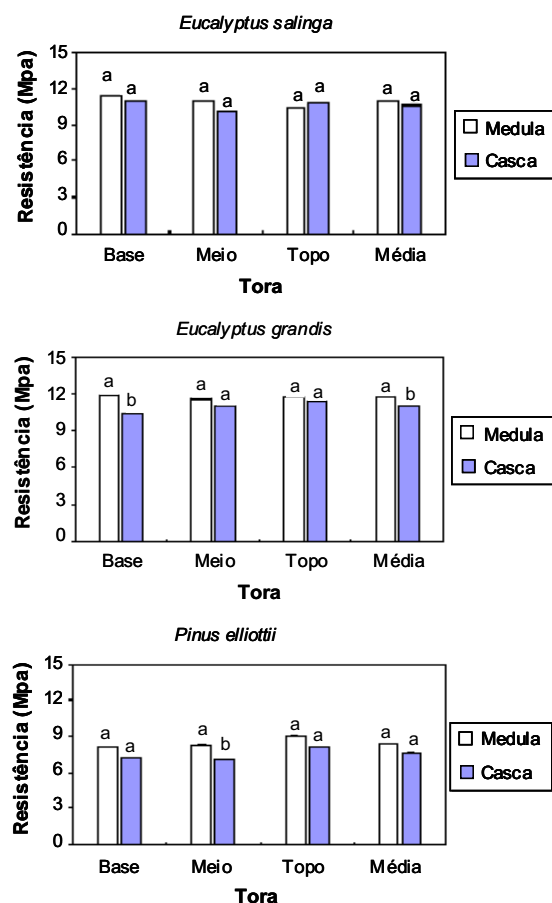 Eucalyptus salinga
Resistência (Mpa)
15
12
9
6
3
0
a a a a a a a a
Base Meio Topo Média
Tora
Medula
Casca
Eucalyptus grandis
Resistência (Mpa)
15
12
9
6
3
0
a b a a a a a b
Base Meio Topo Média
Tora
Medula
Casca
Pinus elliottii
Resistência (Mpa)
15
12
9
6
3
0
a a a b a a a a
Base Meio Topo Média
Tora
Medula
Casca